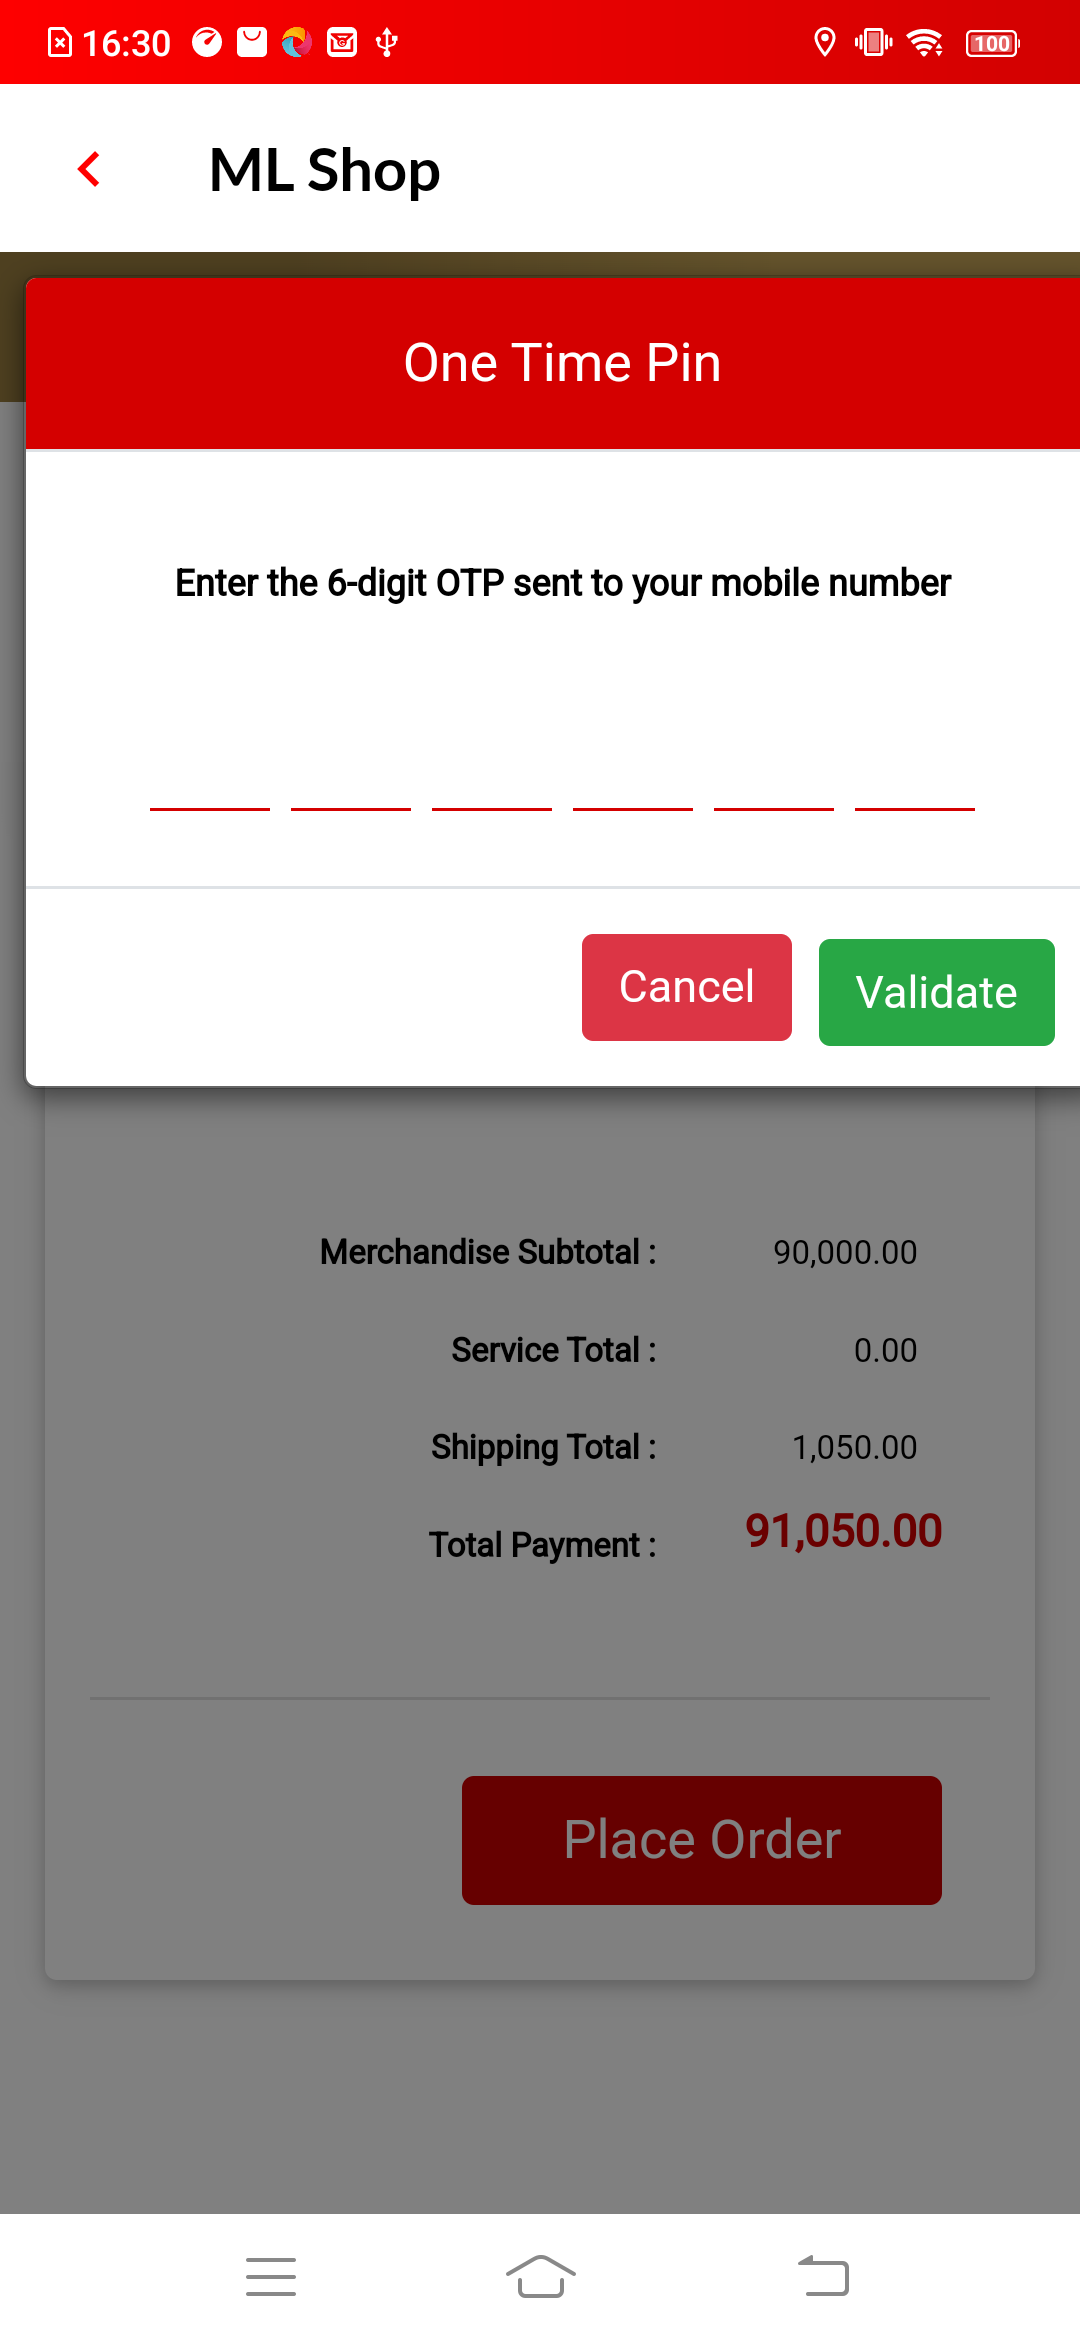 16:30
100
ML Shop
One Time Pin
Enter the 6-digit OTP sent to your mobile number
Cancel
Validate
Merchandise Subtotal : 90,000.00
Service Total : 0.00
Shipping Total : 1,050.00
Total Payment : 91,050.00
Place Order